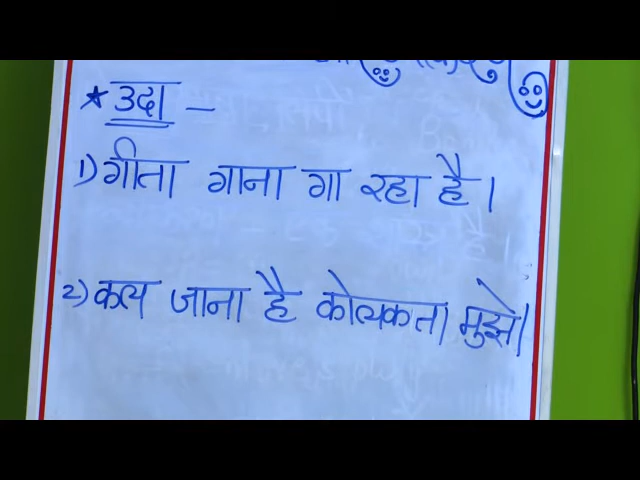 ★ उदा –
1) गीता गाना गा रहा है।
2) कल जाना है कोलकता मुझे।